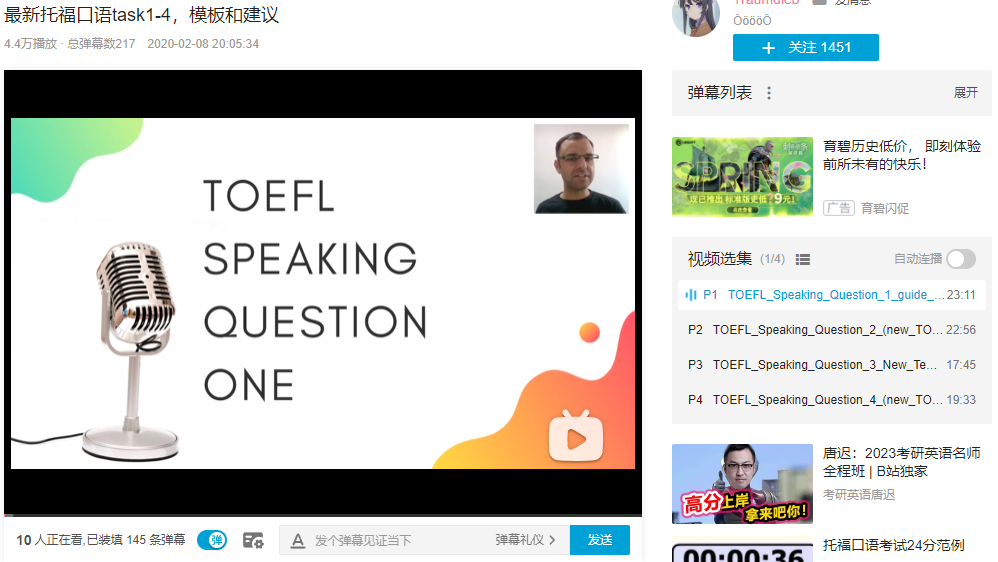 最新托福口语task1-4，模板和建议
4.4万播放 · 总弹幕数217 2020-02-08 20:05:34
发消息
ÖööööÖ
＋ 关注 1451
弹幕列表
展开
TOEFL
SPEAKING
QUESTION
ONE
SPRING
育碧历史低价， 即刻体验
前所未有的快乐！
广告 育碧闪促
视频选集 (1/4)
自动连播
P1 TOEFL_Speaking_Question_1_guide_... 23:11
P2 TOEFL_Speaking_Question_2_(new_TO... 22:56
P3 TOEFL_Speaking_Question_3_New_Te... 17:45
P4 TOEFL_Speaking_Question_4_(new_TO... 19:33
高分上岸
拿来吧你！
唐迟：2023考研英语名师
全程班 | B站独家
考研英语唐迟
10 人正在看,已装填 145 条弹幕
弹
发个弹幕见证当下
弹幕礼仪 >
发送
00:00:36
托福口语考试24分范例